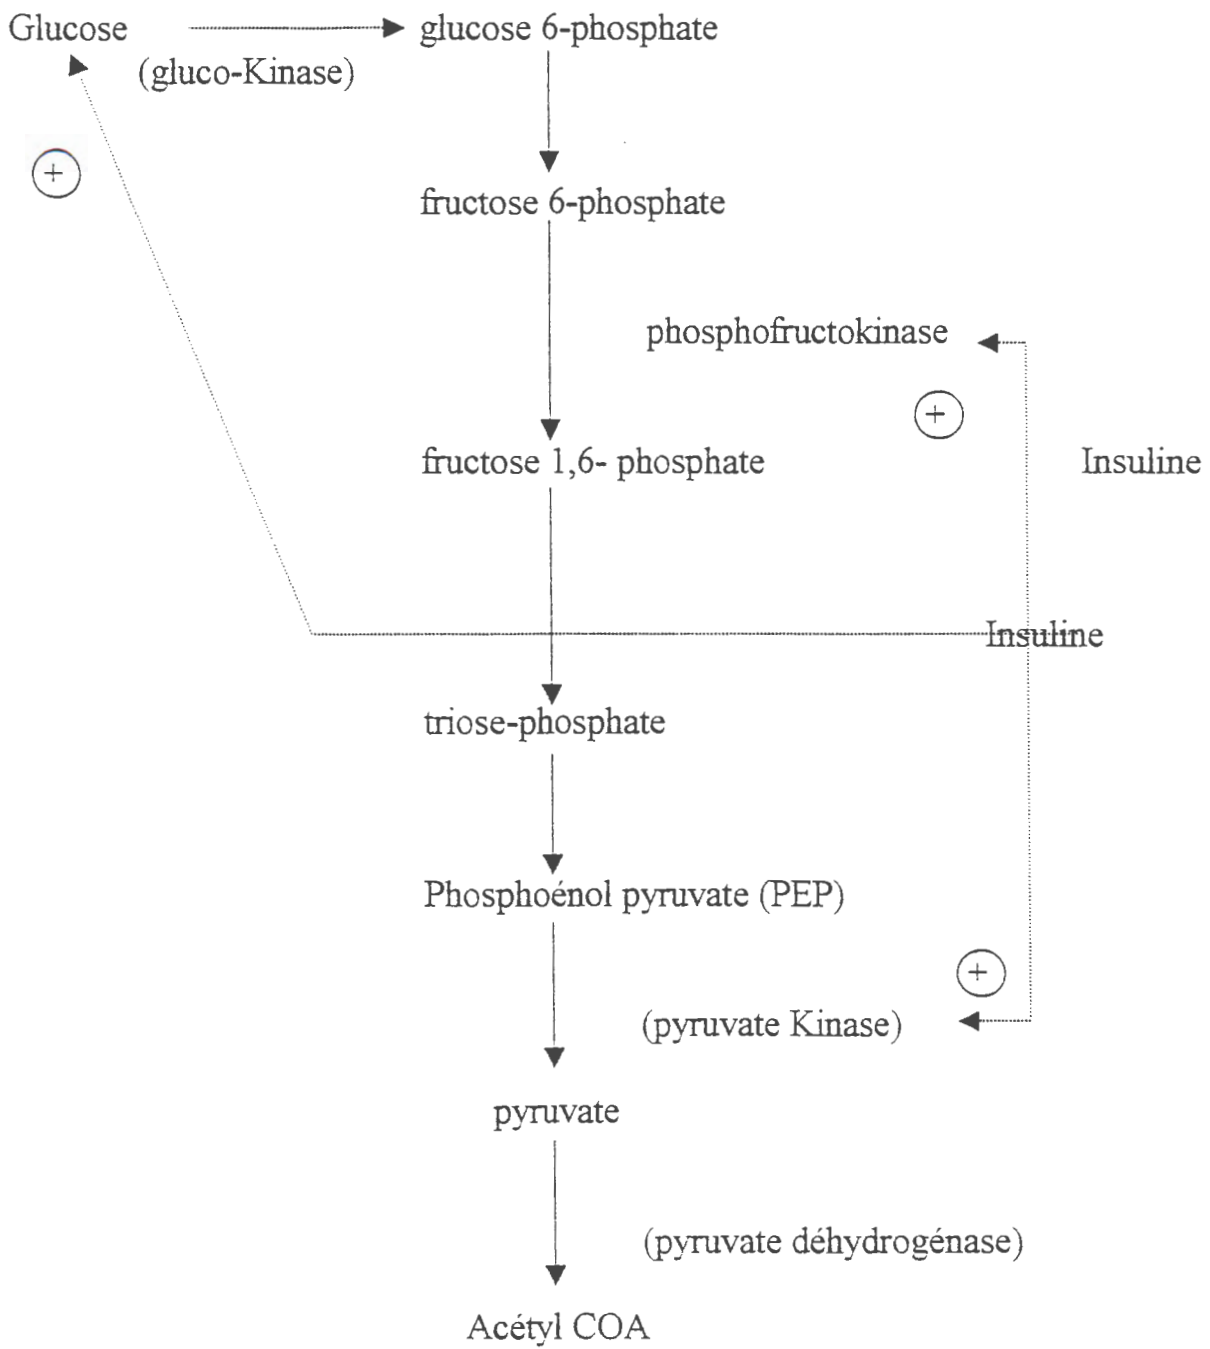 Glucose
glucose 6-phosphate
(gluco-Kinase)
+
fructose 6-phosphate
phosphofructokinase
+
fructose 1,6- phosphate
Insuline
Insuline
triose-phosphate
Phosphoénol pyruvate (PEP)
+
(pyruvate Kinase)
pyruvate
(pyruvate déhydrogénase)
Acétyl COA